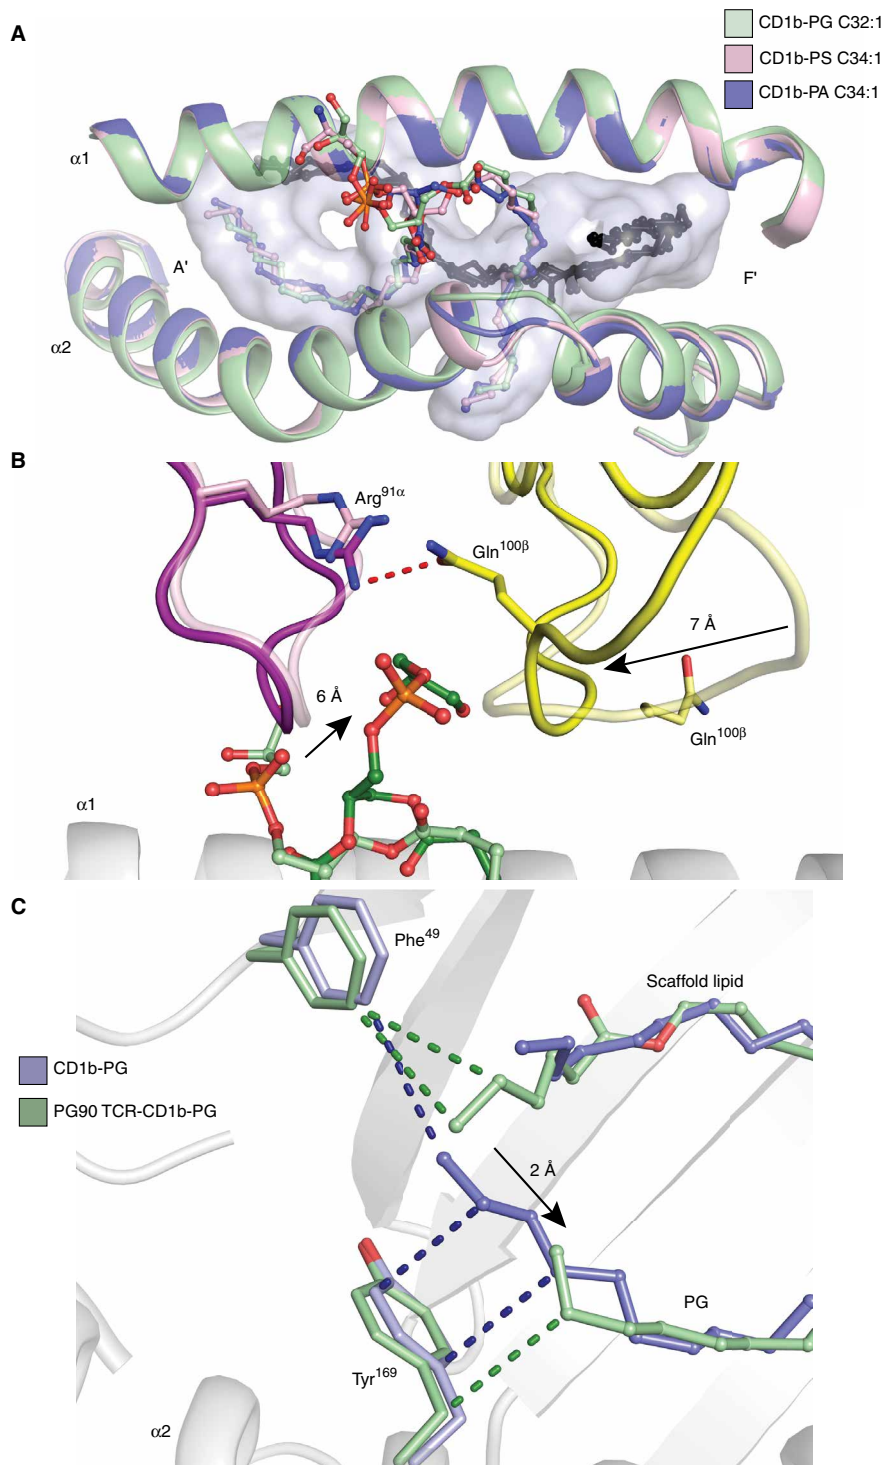 A
CD1b-PG C32:1
CD1b-PS C34:1
CD1b-PA C34:1
α1
A'
F'
α2
B
Arg91α
Gln100β
7 Å
6 Å
Gln100β
α1
C
Phe49
Scaffold lipid
CD1b-PG
PG90 TCR-CD1b-PG
2 Å
PG
Tyr169
α2